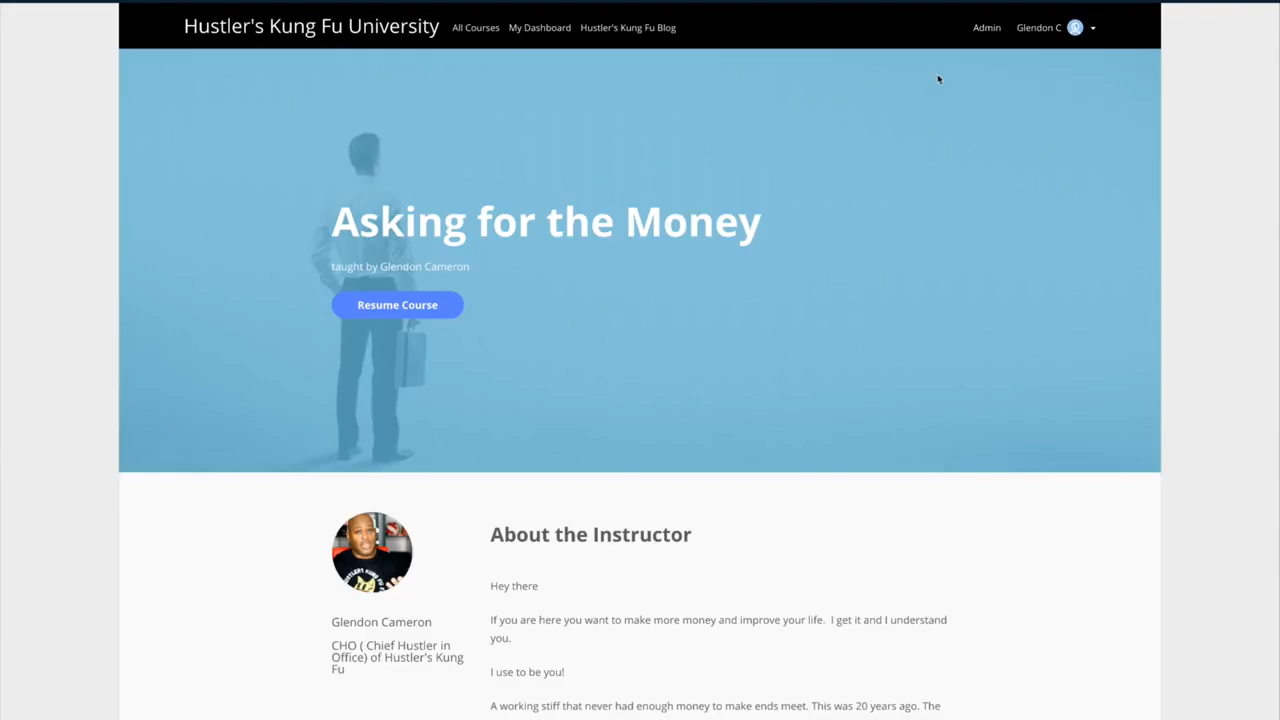 Hustler's Kung Fu University
All Courses My Dashboard Hustler's Kung Fu Blog
Admin Glendon C
Asking for the Money
taught by Glendon Cameron
Resume Course
About the Instructor
Hey there
If you are here you want to make more money and improve your life. I get it and I understand
you.
I use to be you!
A working stiff that never had enough money to make ends meet. This was 20 years ago. The
Glendon Cameron
CHO ( Chief Hustler in
Office) of Hustler's Kung
Fu